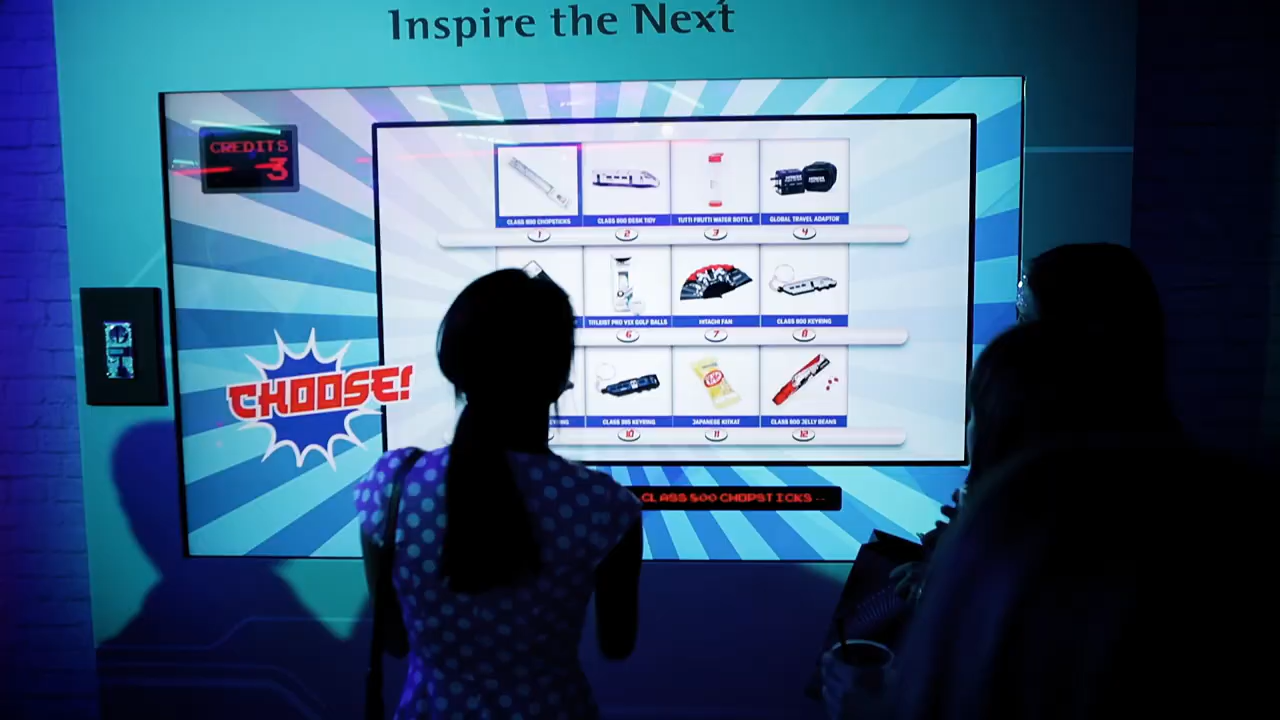 Inspire the Next
CREDITS
3
CLASS 800 CHOPSTICKS
CLASS 800 DESK TIDY
TUTTI FRUTTI WATER BOTTLE
GLOBAL TRAVEL ADAPTOR
1
2
3
4
HITACHI
TITLEIST PRO V1X GOLF BALLS
HITACHI FAN
CLASS 800 KEYRING
6
7
8
CHOOSE!
CLASS 395 KEYRING
JAPANESE KITKAT
CLASS 800 JELLY BEANS
10
11
12
CLASS 800 CHOPSTICKS--